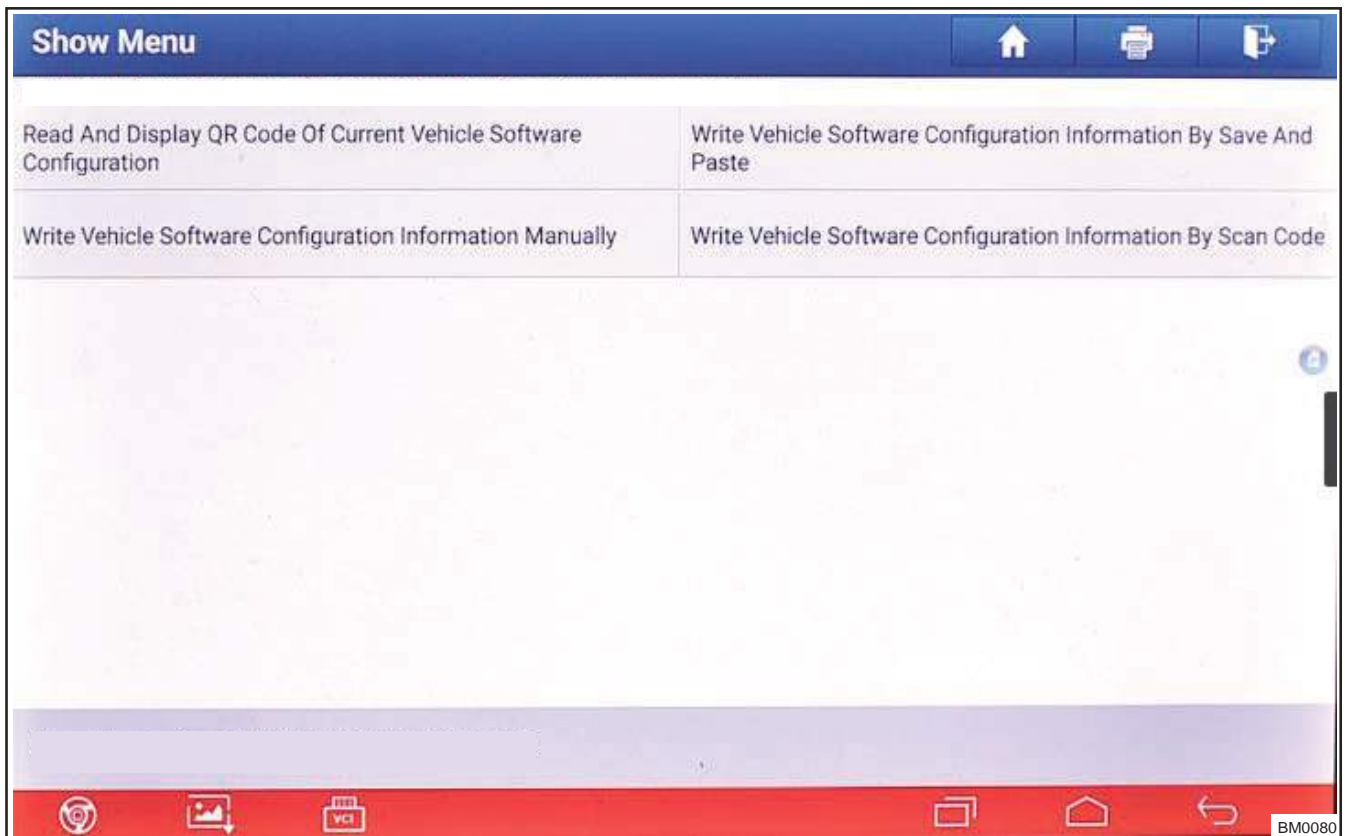 Show Menu
Read And Display QR Code Of Current Vehicle Software
Configuration
Write Vehicle Software Configuration Information By Save And
Paste
Write Vehicle Software Configuration Information Manually
Write Vehicle Software Configuration Information By Scan Code
VCI
BM0080